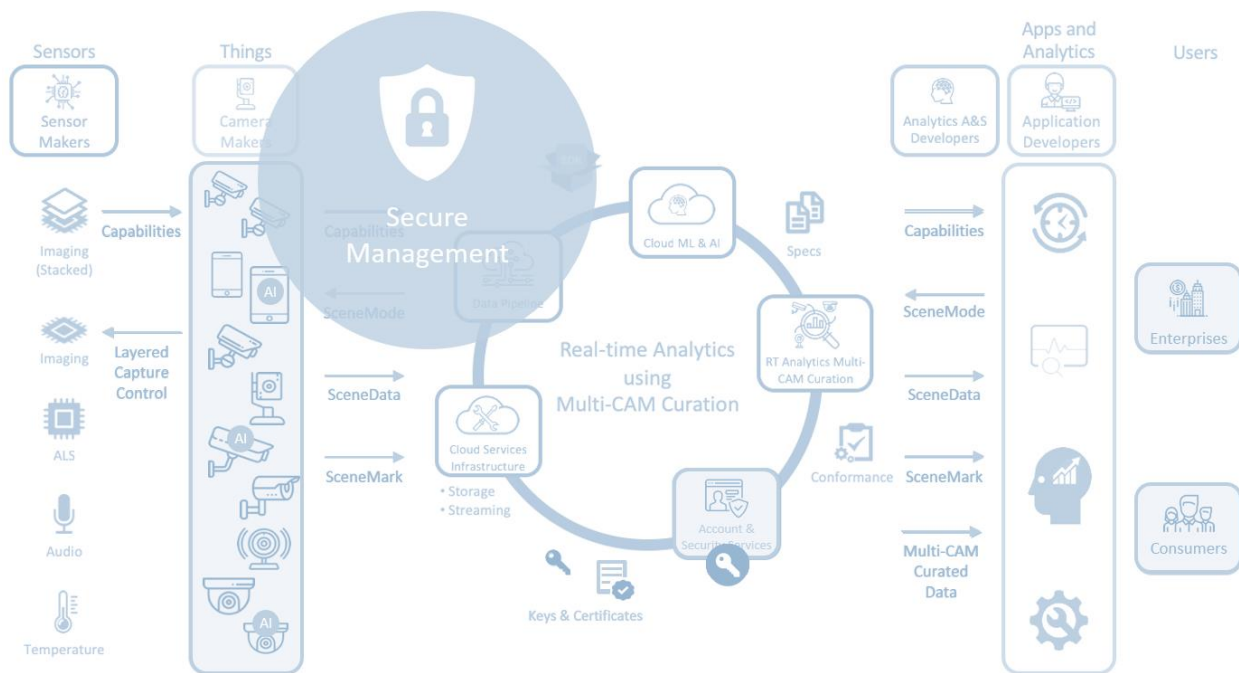 Sensors
Things
Apps and
Analytics
Users
Sensor
Makers
Camera
Makers
Analytics A&S
Developers
Application
Developers
Secure
Management
Imaging
(Stacked)
Capabilities
Capabilities
Data Pipeline
SceneMode
Cloud ML & AI
Specs
Capabilities
SceneMode
AI
Imaging
Layered
Capture
Control
Real-time Analytics
using
Multi-CAM Curation
RT Analytics Multi-
CAM Curation
Enterprises
SceneData
SceneData
ALS
AI
Cloud Services
Infrastructure
SceneMark
• Storage
• Streaming
Conformance
SceneMark
Account &
Security Services
Audio
Multi-CAM
Curated
Data
Consumers
Keys & Certificates
AI
Temperature